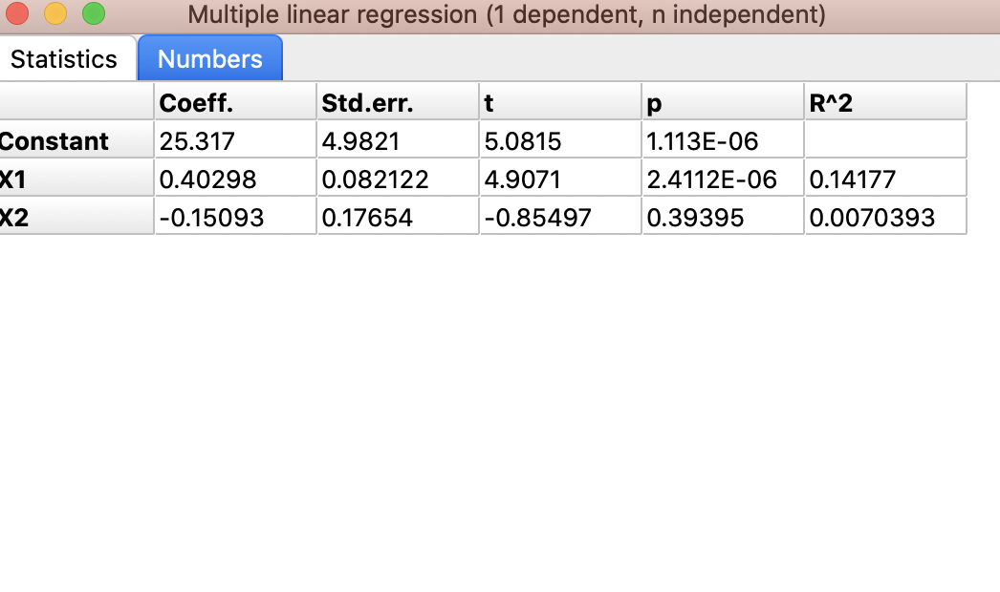 Multiple linear regression (1 dependent, n independent)
Statistics Numbers
Coeff. Std.err. t p R^2
Constant 25.317 4.9821 5.0815 1.113E-06
X1 0.40298 0.082122 4.9071 2.4112E-06 0.14177
X2 -0.15093 0.17654 -0.85497 0.39395 0.0070393